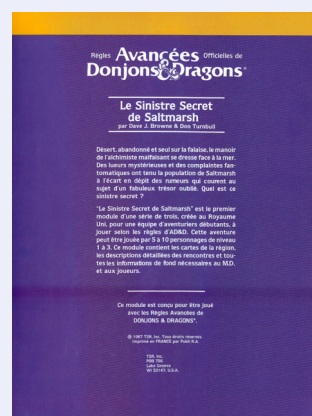 Règles Avancées Officielles de
Donjons & Dragons®
Le Sinistre Secret
de Saltmarsh
par Dave J. Browne & Don Turnbull
Désert, abandonné et seul sur la falaise, le manoir
de l'alchimiste malfaisant se dresse face à la mer.
Des lueurs mystérieuses et des complaintes fan-
tomatiques ont tenu la population de Saltmarsh
à l'écart en dépit des rumeurs qui courent au
sujet d'un fabuleux trésor oublié. Quel est ce
sinistre secret ?
"Le Sinistre Secret de Saltmarsh" est le premier
module d'une série de trois, créée au Royaume
Uni, pour une équipe d'aventuriers débutants, à
jouer selon les règles d'AD&D. Cette aventure
peut être jouée par 5 à 10 personnages de niveau
1 à 3. Ce module contient les cartes de la région,
les descriptions détaillées des rencontres et tou-
tes les informations de fond nécessaires au M.D.
et aux joueurs.
Ce module est conçu pour être joué
avec les Règles Avancées de
DONJONS & DRAGONS®.
© 1987 TSR, Inc. Tous droits réservés.
Imprimé en FRANCE par Publi R.A.
TSR, Inc.
POB 756
Lake Geneva
WI 53147, U.S.A.